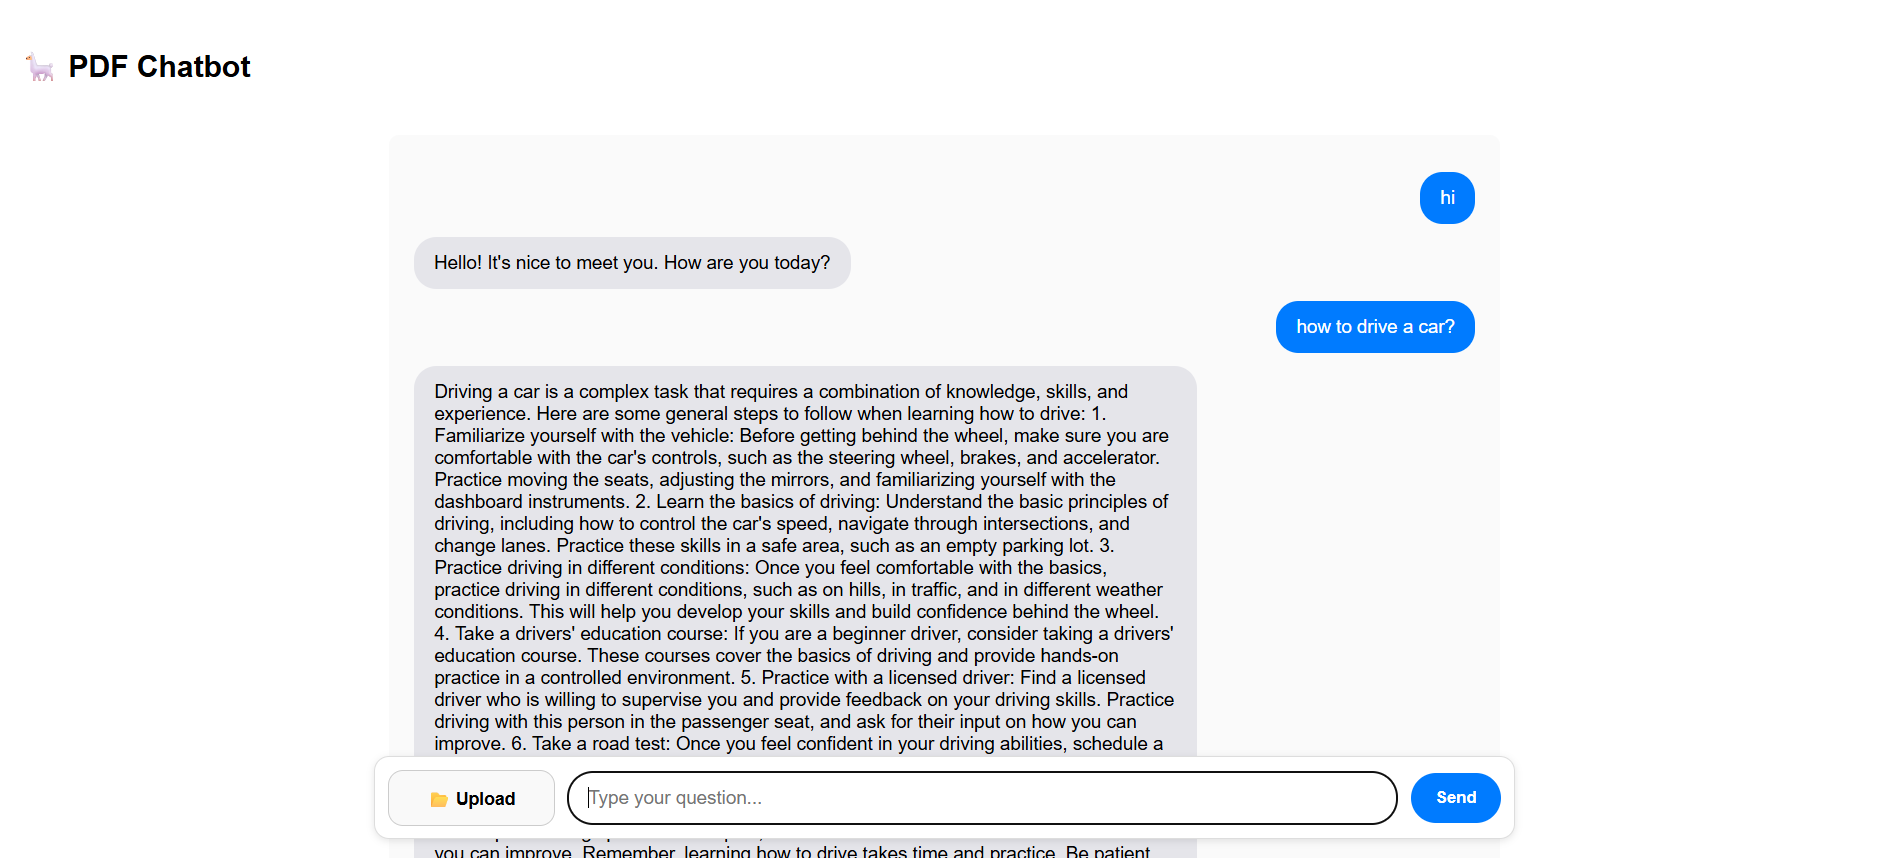 PDF Chatbot
hi
Hello! It's nice to meet you. How are you today?
how to drive a car?
Driving a car is a complex task that requires a combination of knowledge, skills, and
experience. Here are some general steps to follow when learning how to drive: 1.
Familiarize yourself with the vehicle: Before getting behind the wheel, make sure you are
comfortable with the car's controls, such as the steering wheel, brakes, and accelerator.
Practice moving the seats, adjusting the mirrors, and familiarizing yourself with the
dashboard instruments. 2. Learn the basics of driving: Understand the basic principles of
driving, including how to control the car's speed, navigate through intersections, and
change lanes. Practice these skills in a safe area, such as an empty parking lot. 3.
Practice driving in different conditions: Once you feel comfortable with the basics,
practice driving in different conditions, such as on hills, in traffic, and in different weather
conditions. This will help you develop your skills and build confidence behind the wheel.
4. Take a drivers' education course: If you are a beginner driver, consider taking a drivers'
education course. These courses cover the basics of driving and provide hands-on
practice in a controlled environment. 5. Practice with a licensed driver: Find a licensed
driver who is willing to supervise you and provide feedback on your driving skills. Practice
driving with this person in the passenger seat, and ask for their input on how you can
improve. 6. Take a road test: Once you feel confident in your driving abilities, schedule a
Upload
Type your question...
Send
you can improve. Remember, learning how to drive takes time and practice. Be patient